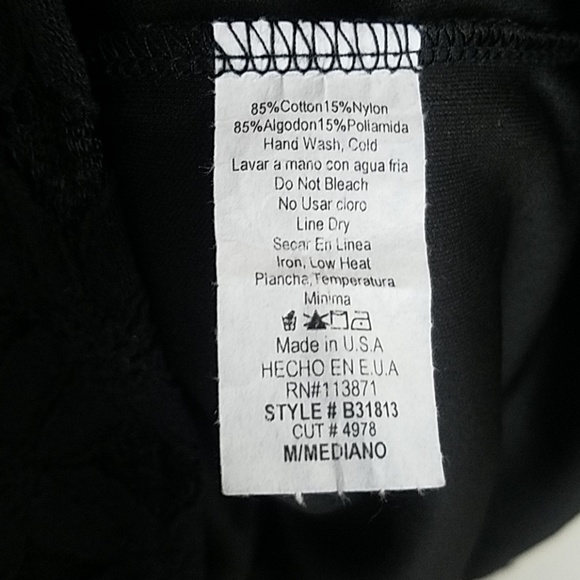 85%Cotton15%Nylon
85%Algodon15%Poliamida
Hand Wash, Cold
Lavar a mano con agua fria
Do Not Bleach
No Usar cloro
Line Dry
Secar En Linea
Iron, Low Heat
Plancha,Temperatura
Minima
Made in U.S.A
HECHO EN E.U.A
RN#113871
STYLE # B31813
CUT # 4978
M/MEDIANO